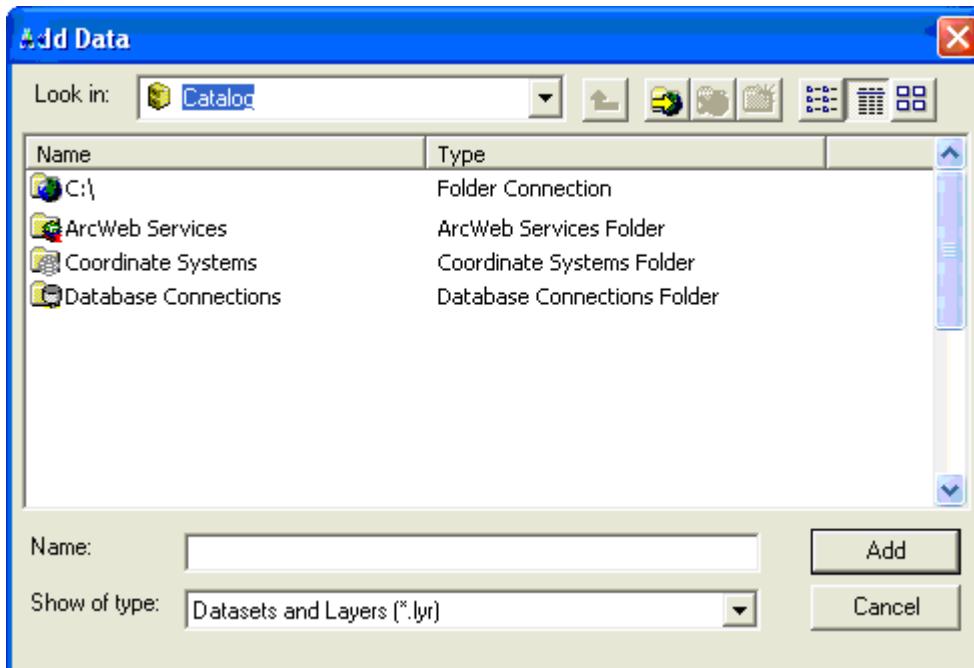 Add Data
Look in: Catalog
Name Type
C:\ Folder Connection
ArcWeb Services ArcWeb Services Folder
Coordinate Systems Coordinate Systems Folder
Database Connections Database Connections Folder
Name: Add
Show of type: Datasets and Layers (*.lyr) Cancel